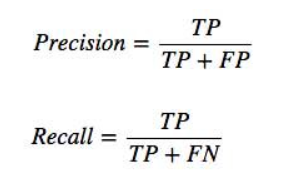 Precision = TP / TP + FP
Recall = TP / TP + FN